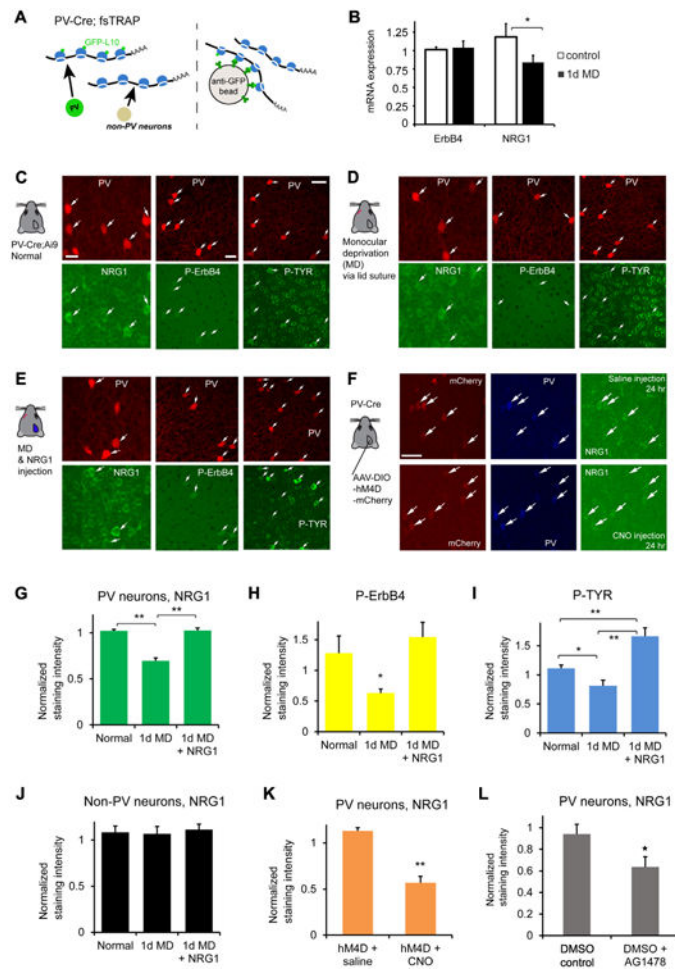 A
PV-Cre; fsTRAP
GFP-L10
AAAA
AAAA
PV
non-PV neurons
anti-GFP
bead
AAAA
AAAA
B
mRNA expression
1.25
1
0.75
0.5
0.25
0
*
control
1d MD
ErbB4
NRG1
C
PV-Cre;Ai9
Normal
PV
PV
PV
NRG1
P-ErbB4
P-TYR
D
Monocular
deprivation
(MD)
via lid suture
PV
PV
PV
NRG1
P-ErbB4
P-TYR
E
MD
& NRG1
injection
PV
PV
PV
NRG1
P-ErbB4
P-TYR
F
PV-Cre
AAV-DIO
-hM4D
-mCherry
mCherry
PV
Saline injection
24 hr
NRG1
mCherry
PV
NRG1
CNO injection
24 hr
G
PV neurons, NRG1
Normalized
staining intensity
1
0.5
0
**
**
Normal
1d MD
1d MD
+ NRG1
H
P-ErbB4
Normalized
staining intensity
1.5
1
0.5
0
*
Normal
1d MD
1d MD
+ NRG1
I
P-TYR
Normalized
staining intensity
2
1.5
1
0.5
0
**
*
**
Normal
1d MD
1d MD
+ NRG1
J
Non-PV neurons, NRG1
Normalized
staining intensity
1
0.5
0
Normal
1d MD
1d MD
+ NRG1
K
PV neurons, NRG1
Normalized
staining intensity
1
0.5
0
**
hM4D +
saline
hM4D +
CNO
L
PV neurons, NRG1
Normalized
staining intensity
1
0.8
0.6
0.4
0.2
0
*
DMSO
control
DMSO +
AG1478